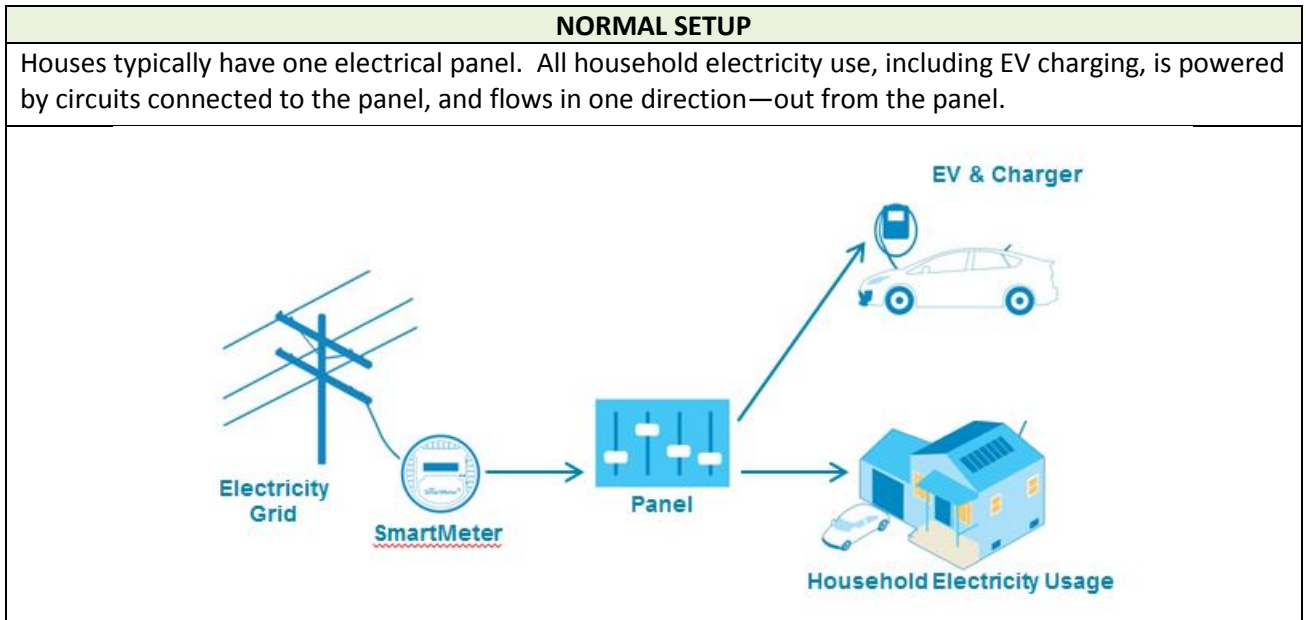 NORMAL SETUP
Houses typically have one electrical panel.  All household electricity use, including EV charging, is powered
by circuits connected to the panel, and flows in one direction—out from the panel.
EV & Charger
Electricity
Grid
SmartMeter
SmartMeter
Panel
Household Electricity Usage